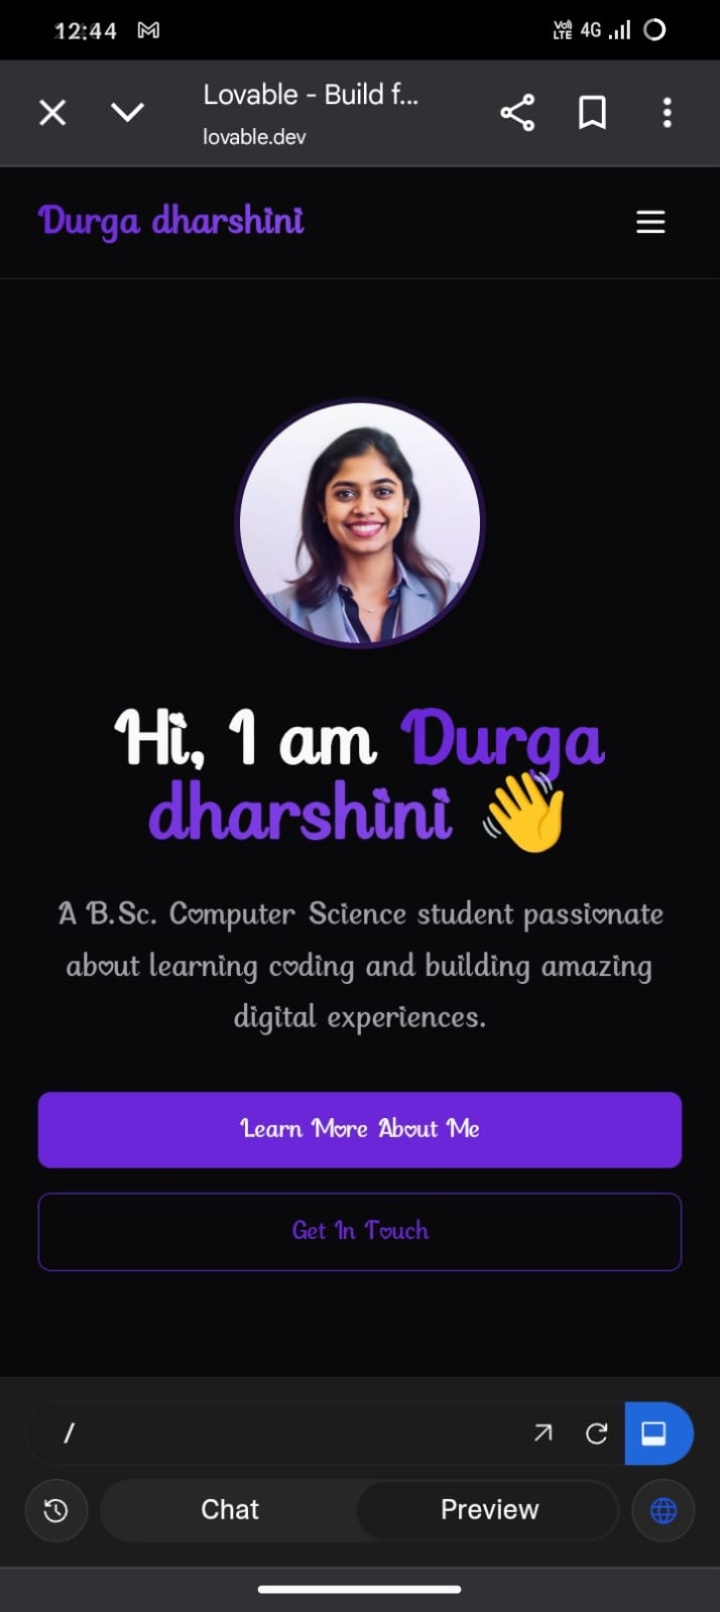 12:44
VoD LTE 4G
Lovable - Build f...
lovable.dev
Durga dharshini
Hi, I am Durga
dharshini 👋
A B.Sc. Computer Science student passionate
about learning coding and building amazing
digital experiences.
Learn More About Me
Get In Touch
/
Chat
Preview